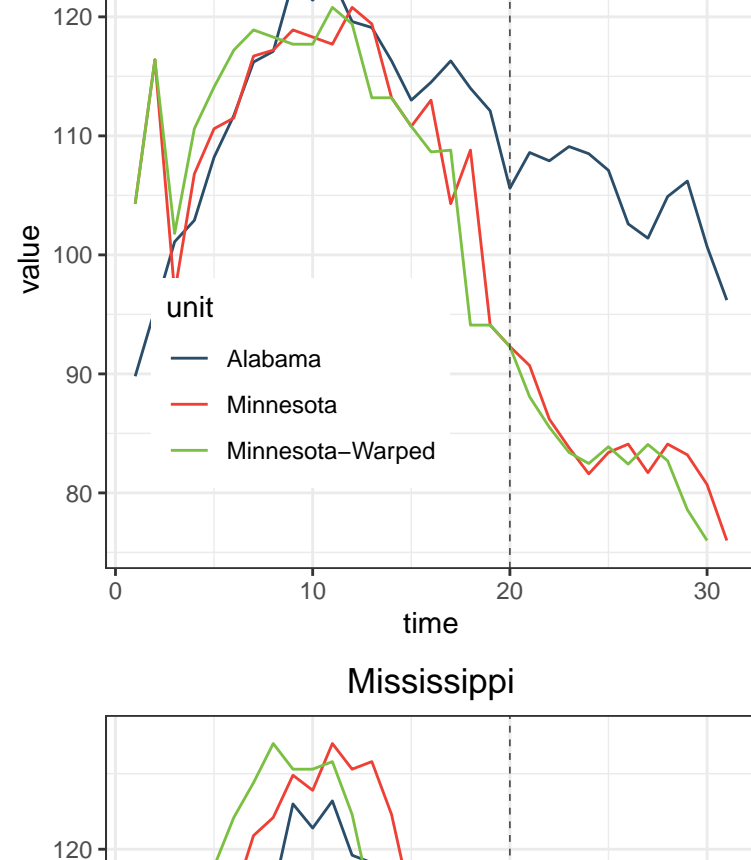 120
110
100
90
80
value
unit
Alabama
Minnesota
Minnesota−Warped
0 10 20 30
time
Mississippi
120